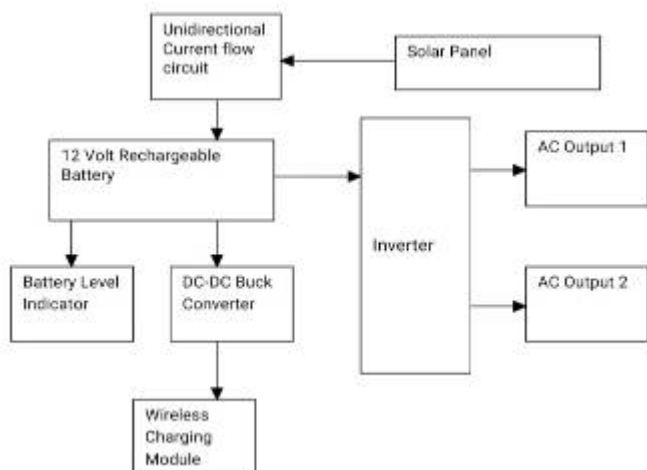 Unidirectional
Current flow
circuit
Solar Panel
12 Volt Rechargeable
Battery
AC Output 1
Inverter
Battery Level
Indicator
DC-DC Buck
Converter
AC Output 2
Wireless
Charging
Module